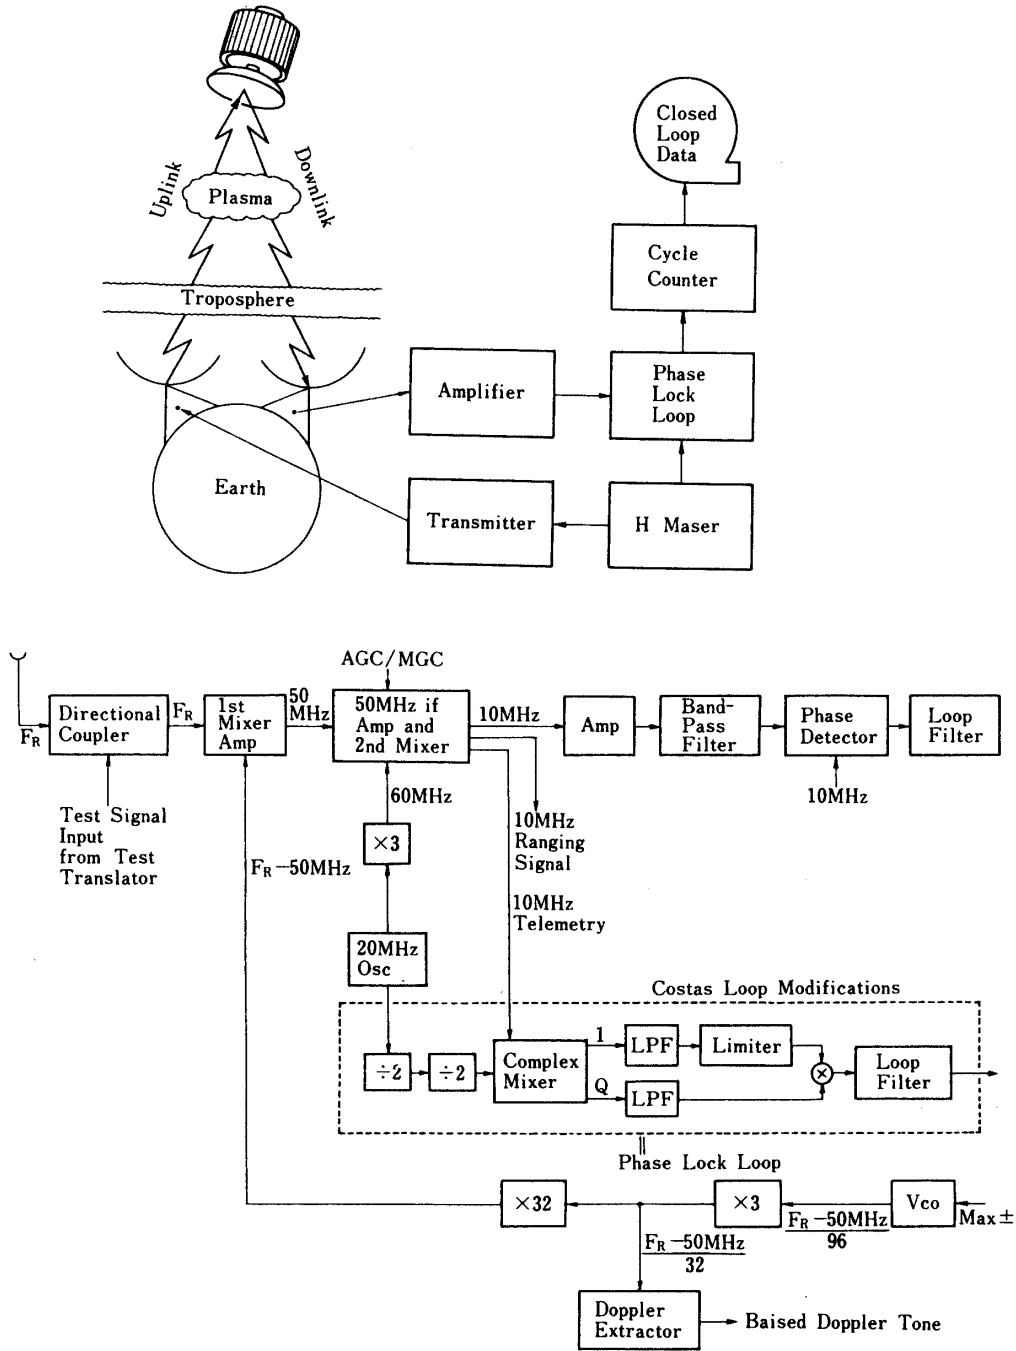 Uplink
Downlink
Plasma
Troposphere
Earth
Closed
Loop
Data
Cycle
Counter
Amplifier
Phase
Lock
Loop
Transmitter
H Maser
AGC/MGC
FR
Directional
Coupler
FR
1st
Mixer
Amp
50
MHz
50MHz if
Amp and
2nd Mixer
10MHz
Amp
Band-
Pass
Filter
Phase
Detector
Loop
Filter
10MHz
60MHz
Test Signal
Input
from Test
Translator
×3
10MHz
Ranging
Signal
FR−50MHz
10MHz
Telemetry
20MHz
Osc
Costas Loop Modifications
÷2
÷2
Complex
Mixer
1
LPF
Limiter
Q
LPF
Loop
Filter
Phase Lock Loop
×32
×3
Vco
Max ±
FR−50MHz
96
FR−50MHz
32
Doppler
Extractor
Baised Doppler Tone